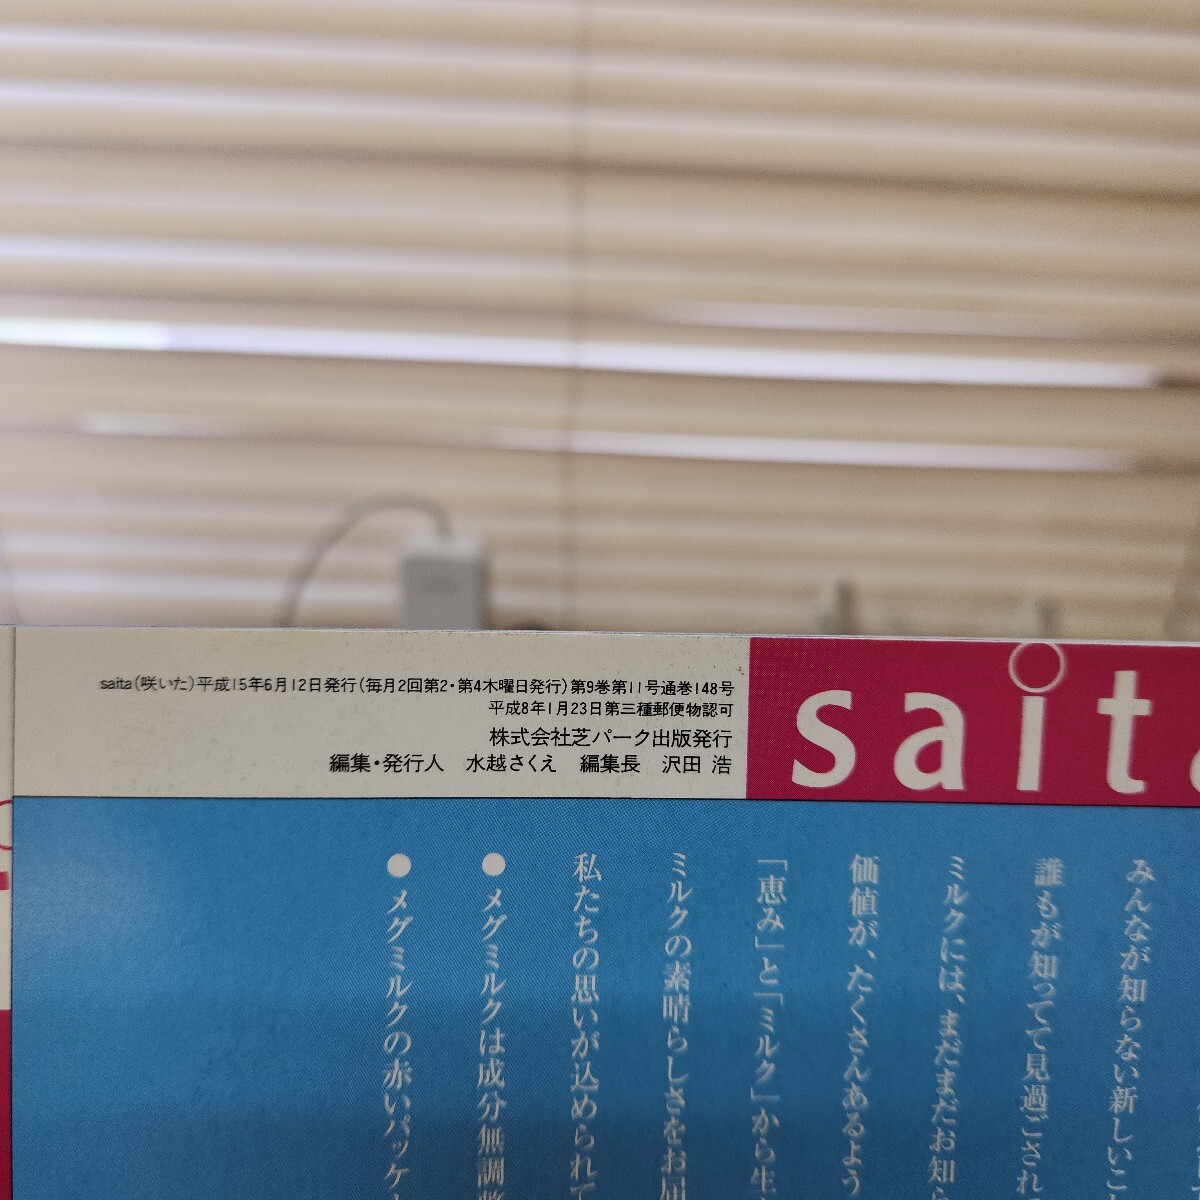 saita(咲いた)平成15年6月12日発行(毎月2回第2・第4木曜日発行)第9巻第11号通巻148号
平成8年1月23日第三種郵便物認可
株式会社芝パーク出版発行
編集・発行人 水越さくえ 編集長 沢田 浩
saita
みんなが知らない新しいこ
誰もが知ってて見過ごされ
ミルクには、まだまだお知ら
価値が、たくさんあるよう
「恵み」と「ミルク」から生
ミルクの素晴らしさをお届
私たちの思いが込められて
●メグミルクは成分無調整
●メグミルクの赤いパッケー